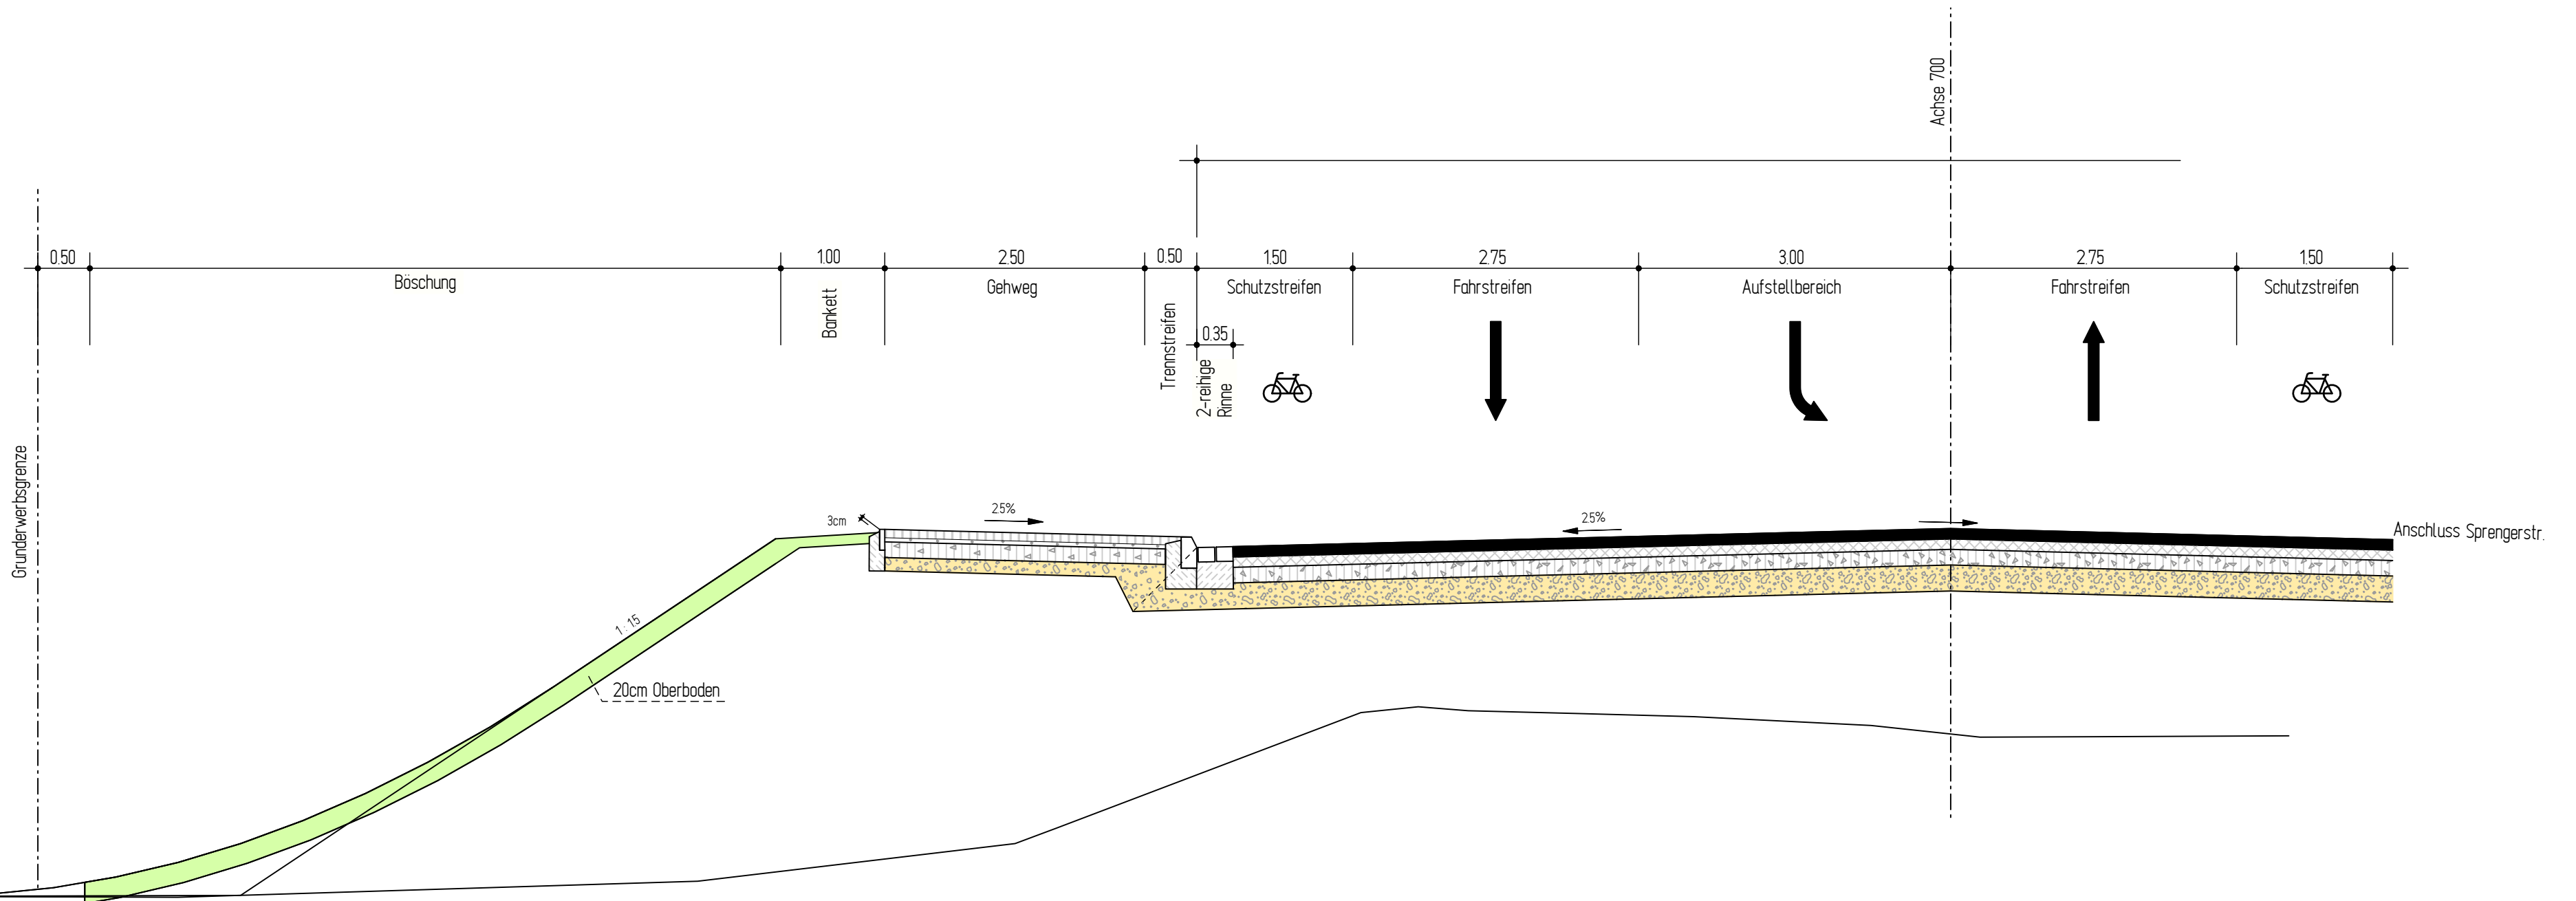 Achse 700
0.50
1.00
2.50
0.50
1.50
2.75
3.00
2.75
1.50
Böschung
Bankett
Gehweg
Trennstreifen
Schutzstreifen
Fahrstreifen
Aufstellbereich
Fahrstreifen
Schutzstreifen
0.35
2-reihige
Rinne
Grunderwerbsgrenze
3cm
2.5%
2.5%
Anschluss Sprengerstr.
1 : 1.5
20cm Oberboden